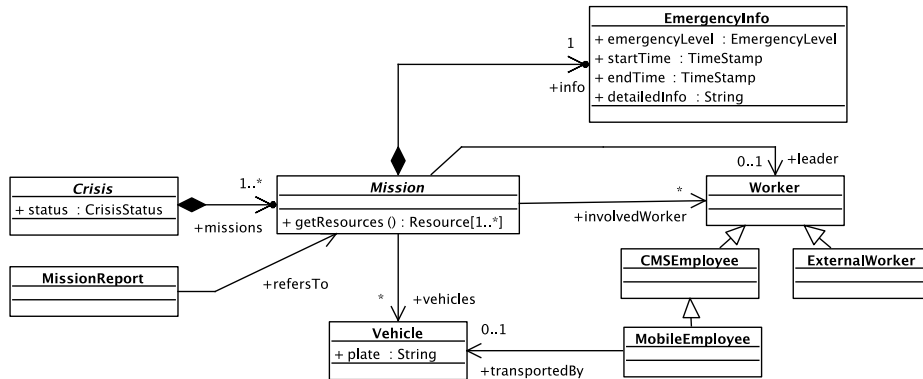 EmergencyInfo
+ emergencyLevel : EmergencyLevel
+ startTime : TimeStamp
+ endTime : TimeStamp
+ detailedInfo : String
1
+info
0..1
+leader
Crisis
+ status : CrisisStatus
1..*
+missions
Mission
+ getResources () : Resource[1..*]
*
+involvedWorker
Worker
MissionReport
+refersTo
CMSEmployee
ExternalWorker
*
+vehicles
Vehicle
+ plate : String
0..1
+transportedBy
MobileEmployee